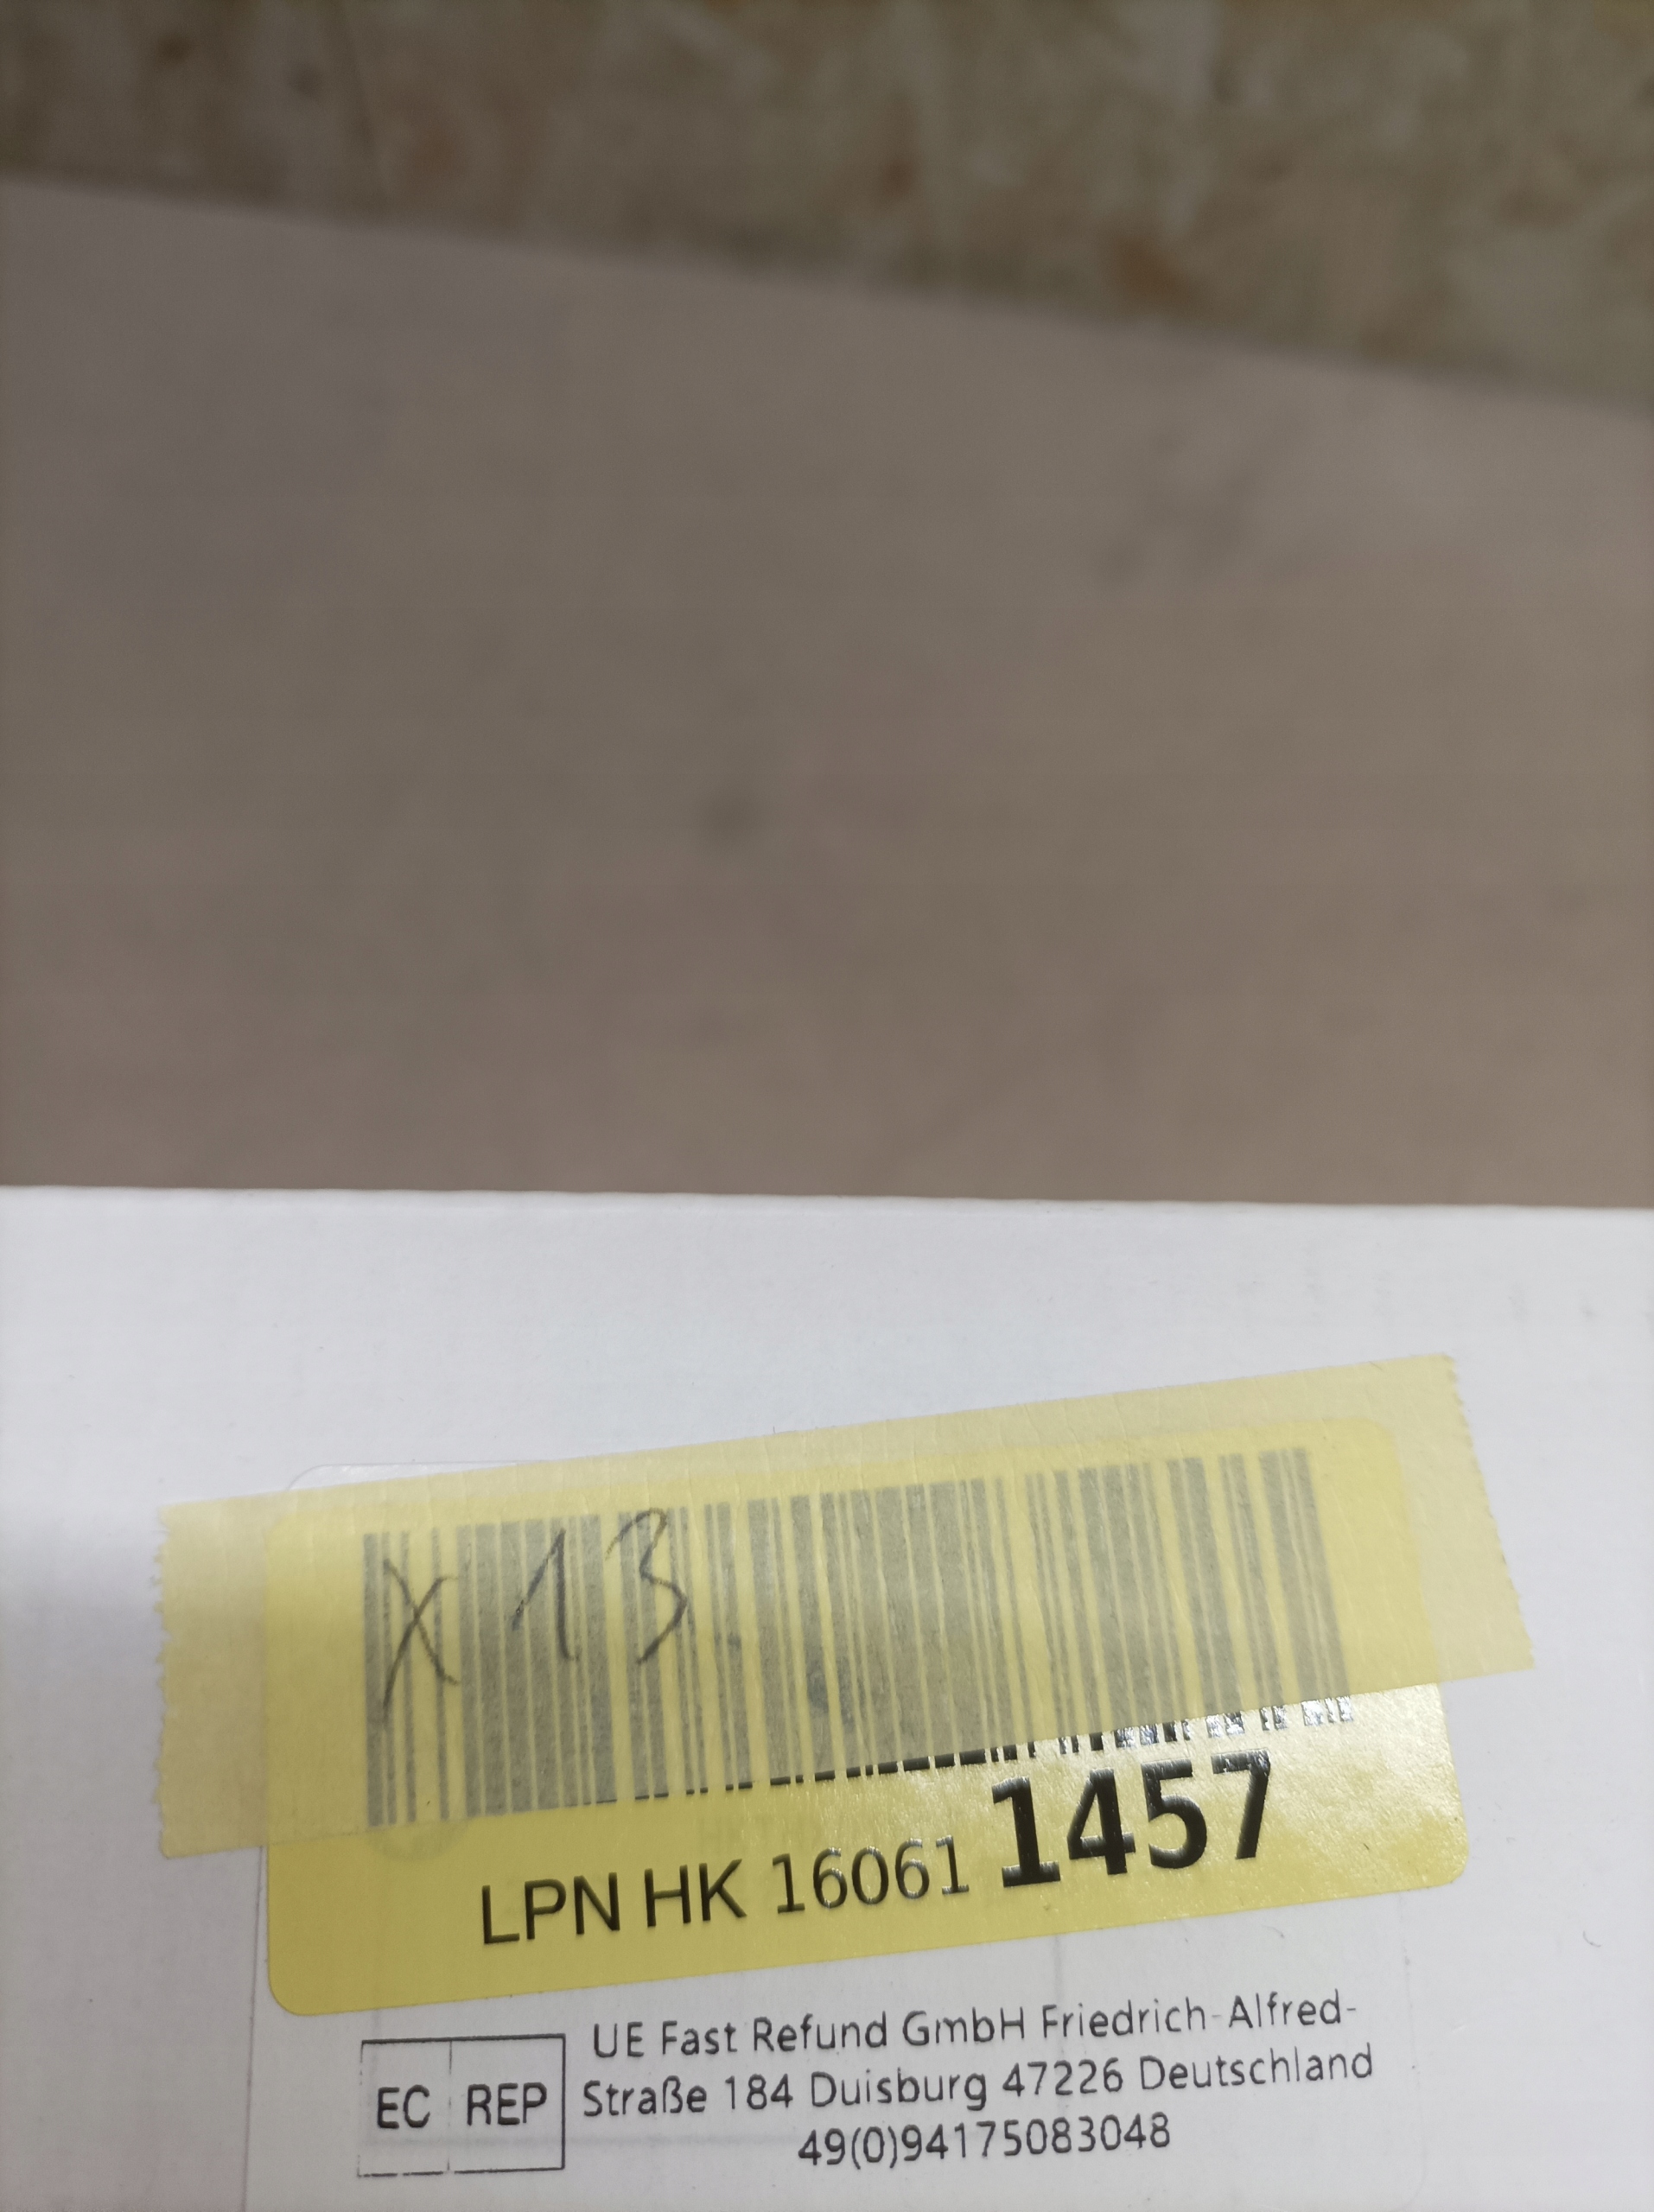 X 13
LPN HK 16061 1457
UE Fast Refund GmbH Friedrich-Alfred-
EC REP Straße 184 Duisburg 47226 Deutschland
49(0)94175083048